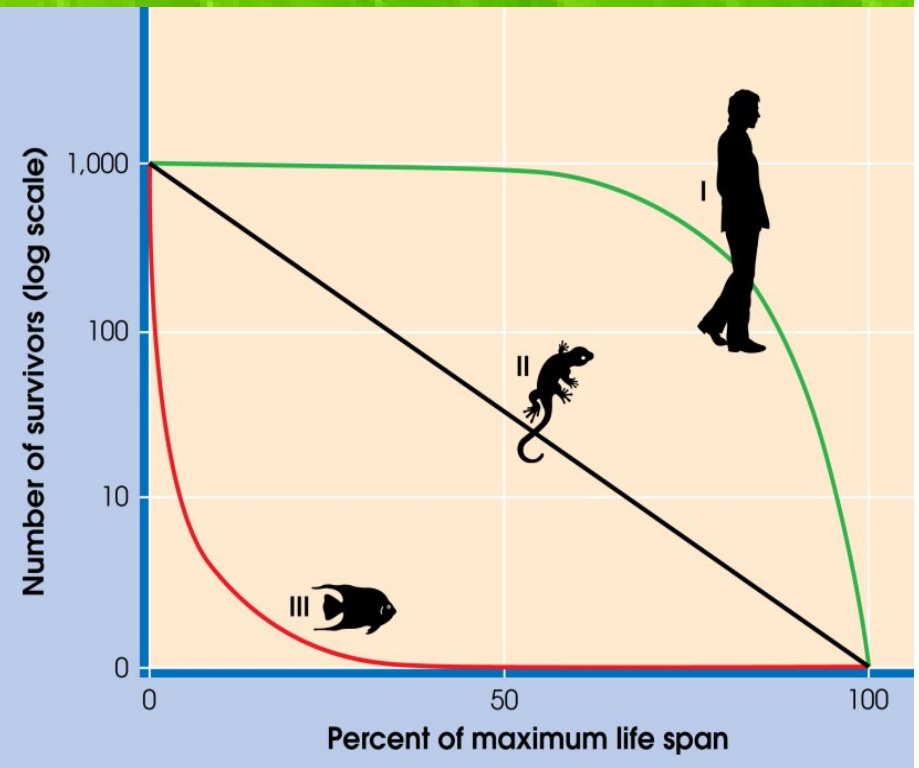 Number of survivors (log scale)
1,000
100
10
0
I
II
III
0
50
100
Percent of maximum life span